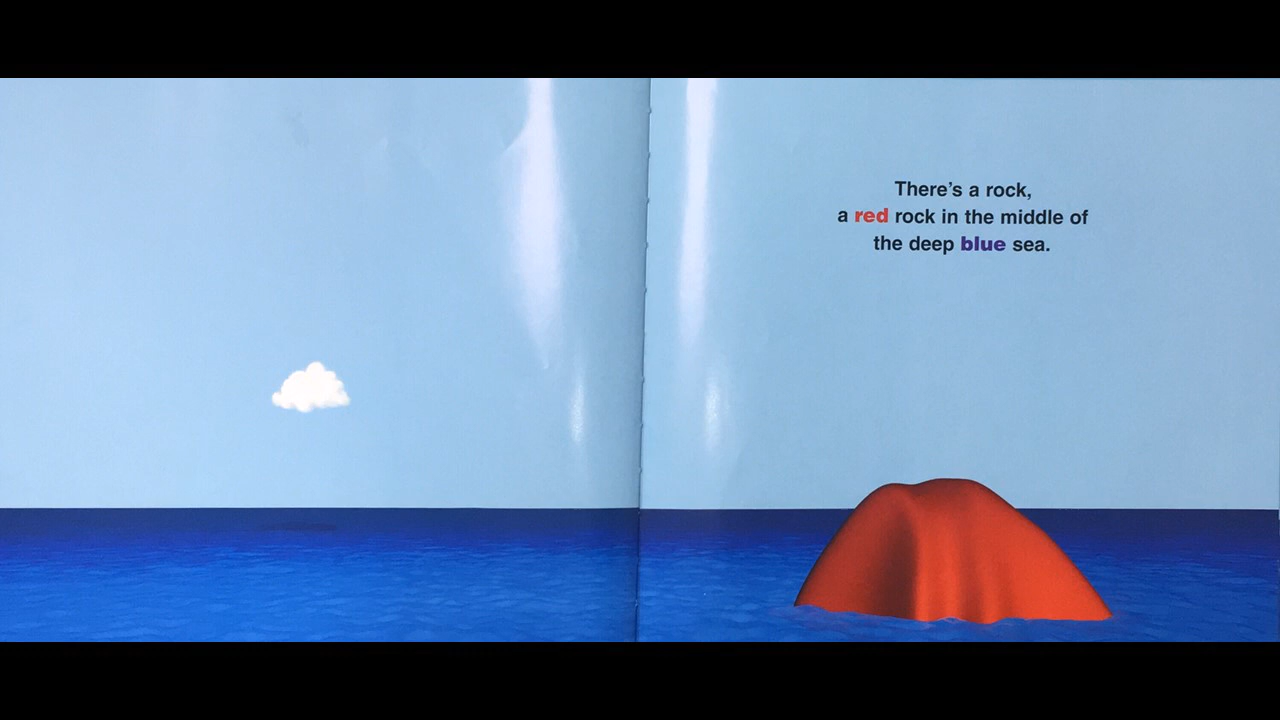 There's a rock,
a red rock in the middle of
the deep blue sea.